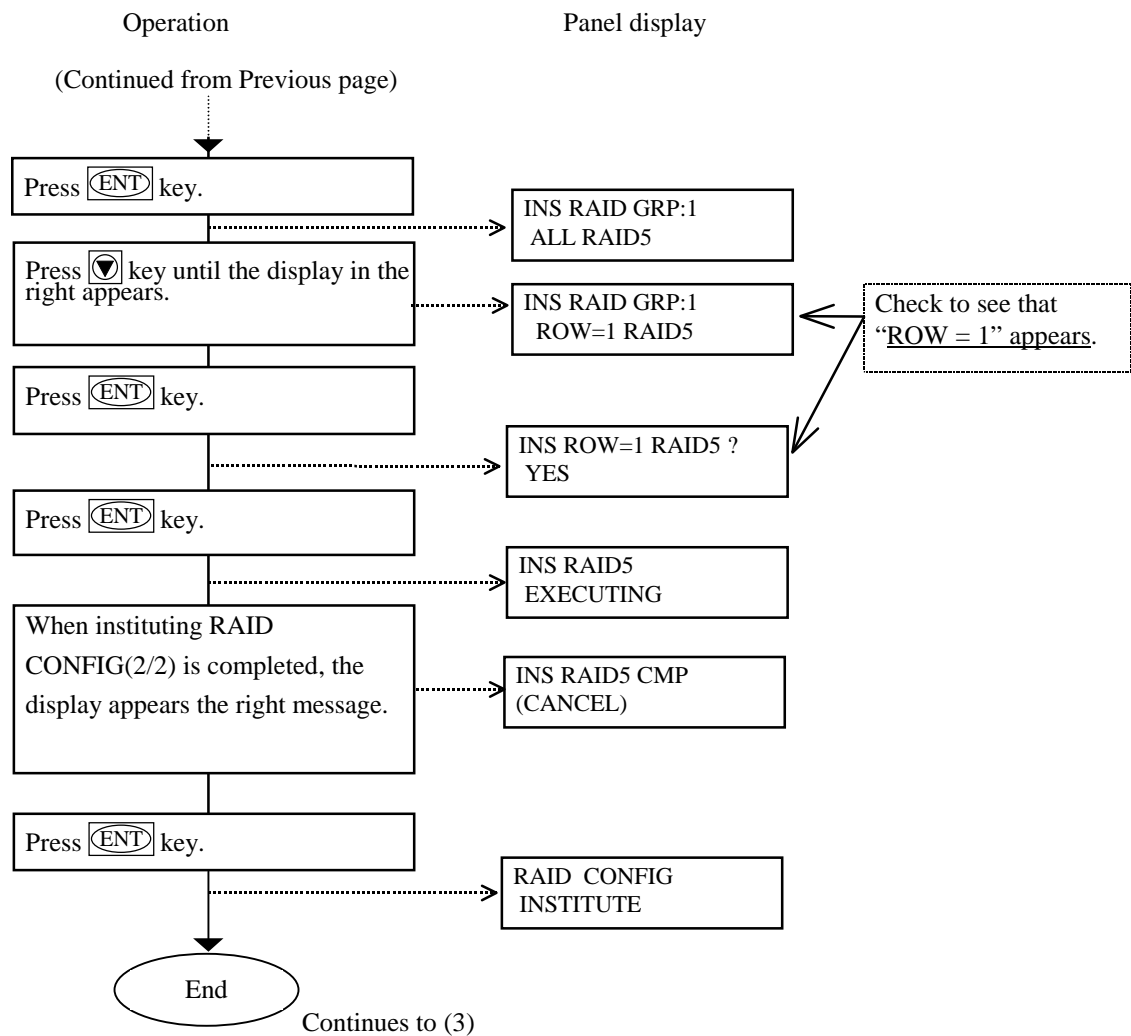 Operation
Panel display
(Continued from Previous page)
Press ENT key.
INS RAID GRP:1
ALL RAID5
Press ▼ key until the display in the
right appears.
INS RAID GRP:1
ROW=1 RAID5
Check to see that
“ROW = 1” appears.
Press ENT key.
INS ROW=1 RAID5 ?
YES
Press ENT key.
INS RAID5
EXECUTING
When instituting RAID
CONFIG(2/2) is completed, the
display appears the right message.
INS RAID5 CMP
(CANCEL)
Press ENT key.
RAID CONFIG
INSTITUTE
End
Continues to (3)